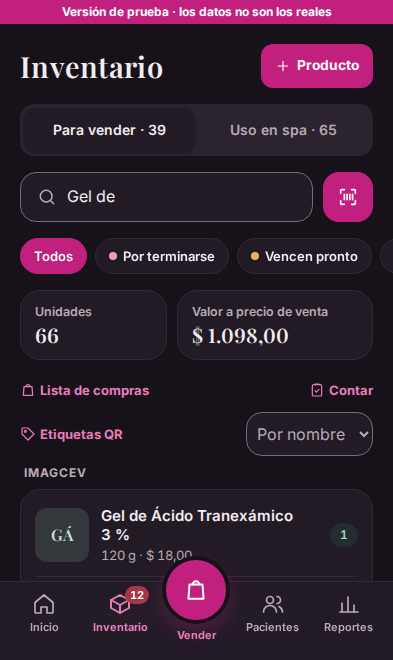 Versión de prueba · los datos no son los reales
Inventario
+ Producto
Para vender · 39
Uso en spa · 65
Gel de
Todos
Por terminarse
Vencen pronto
Unidades
66
Valor a precio de venta
$ 1.098,00
Lista de compras
Contar
Etiquetas QR
Por nombre
IMAGCEV
GÁ
Gel de Ácido Tranexámico
3 %
120 g · $ 18,00
1
12
Inicio
Inventario
Vender
Pacientes
Reportes